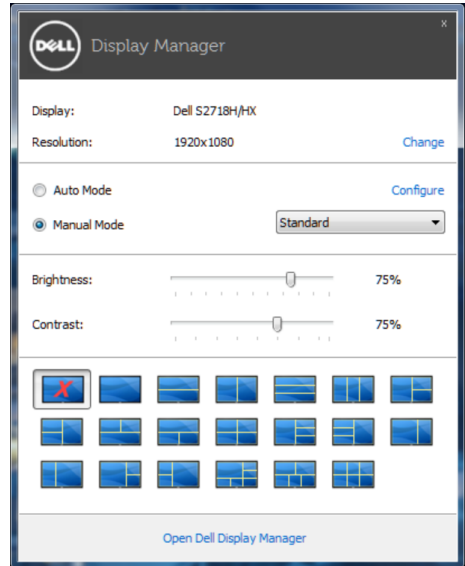 x
DELL Display Manager
Display: Dell S2718H/HX
Resolution: 1920x1080 Change
Auto Mode Configure
Manual Mode Standard
Brightness: 75%
Contrast: 75%
X
Open Dell Display Manager